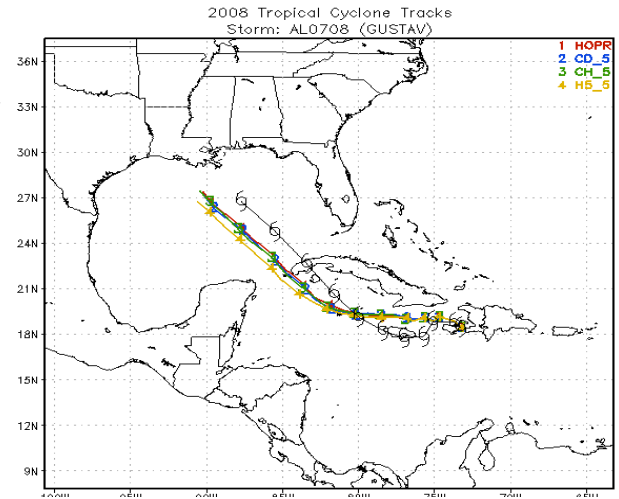 2008 Tropical Cyclone Tracks
Storm: AL0708 (GUSTAV)
1 HOPR
2 CD_5
3 CH_5
4 H5_5
36N
33N
30N
27N
24N
21N
18N
15N
12N
9N